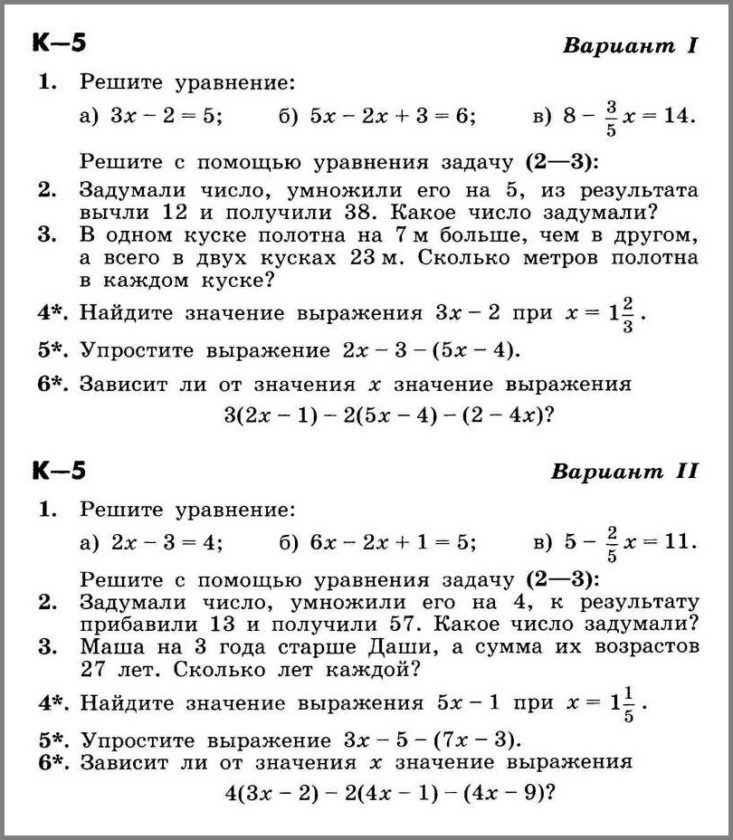 К—5 Вариант I
1. Решите уравнение:
а) 3x − 2 = 5; б) 5x − 2x + 3 = 6; в) 8 − 3/5 x = 14.
Решите с помощью уравнения задачу (2—3):
2. Задумали число, умножили его на 5, из результата
вычли 12 и получили 38. Какое число задумали?
3. В одном куске полотна на 7 м больше, чем в другом,
а всего в двух кусках 23 м. Сколько метров полотна
в каждом куске?
4*. Найдите значение выражения 3x − 2 при x = 1 2/3 .
5*. Упростите выражение 2x − 3 − (5x − 4).
6*. Зависит ли от значения x значение выражения
3(2x − 1) − 2(5x − 4) − (2 − 4x)?
К—5 Вариант II
1. Решите уравнение:
а) 2x − 3 = 4; б) 6x − 2x + 1 = 5; в) 5 − 2/5 x = 11.
Решите с помощью уравнения задачу (2—3):
2. Задумали число, умножили его на 4, к результату
прибавили 13 и получили 57. Какое число задумали?
3. Маша на 3 года старше Даши, а сумма их возрастов
27 лет. Сколько лет каждой?
4*. Найдите значение выражения 5x − 1 при x = 1 1/5 .
5*. Упростите выражение 3x − 5 − (7x − 3).
6*. Зависит ли от значения x значение выражения
4(3x − 2) − 2(4x − 1) − (4x − 9)?